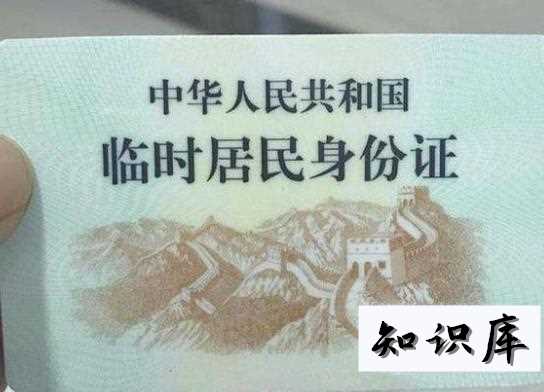 中华人民共和国
临时居民身份证
知识库